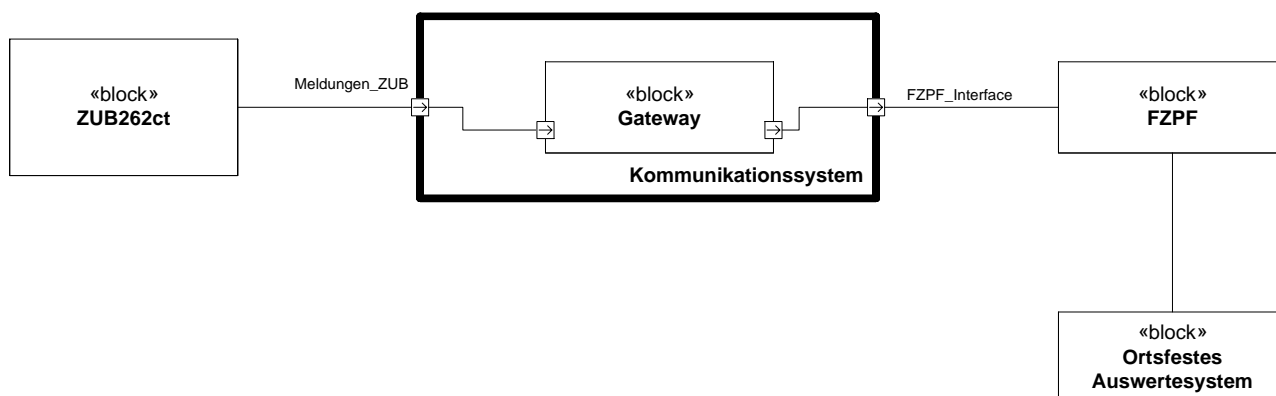 «block»
ZUB262ct
Meldungen_ZUB
«block»
Gateway
Kommunikationssystem
FZPF_Interface
«block»
FZPF
«block»
Ortsfestes
Auswertesystem